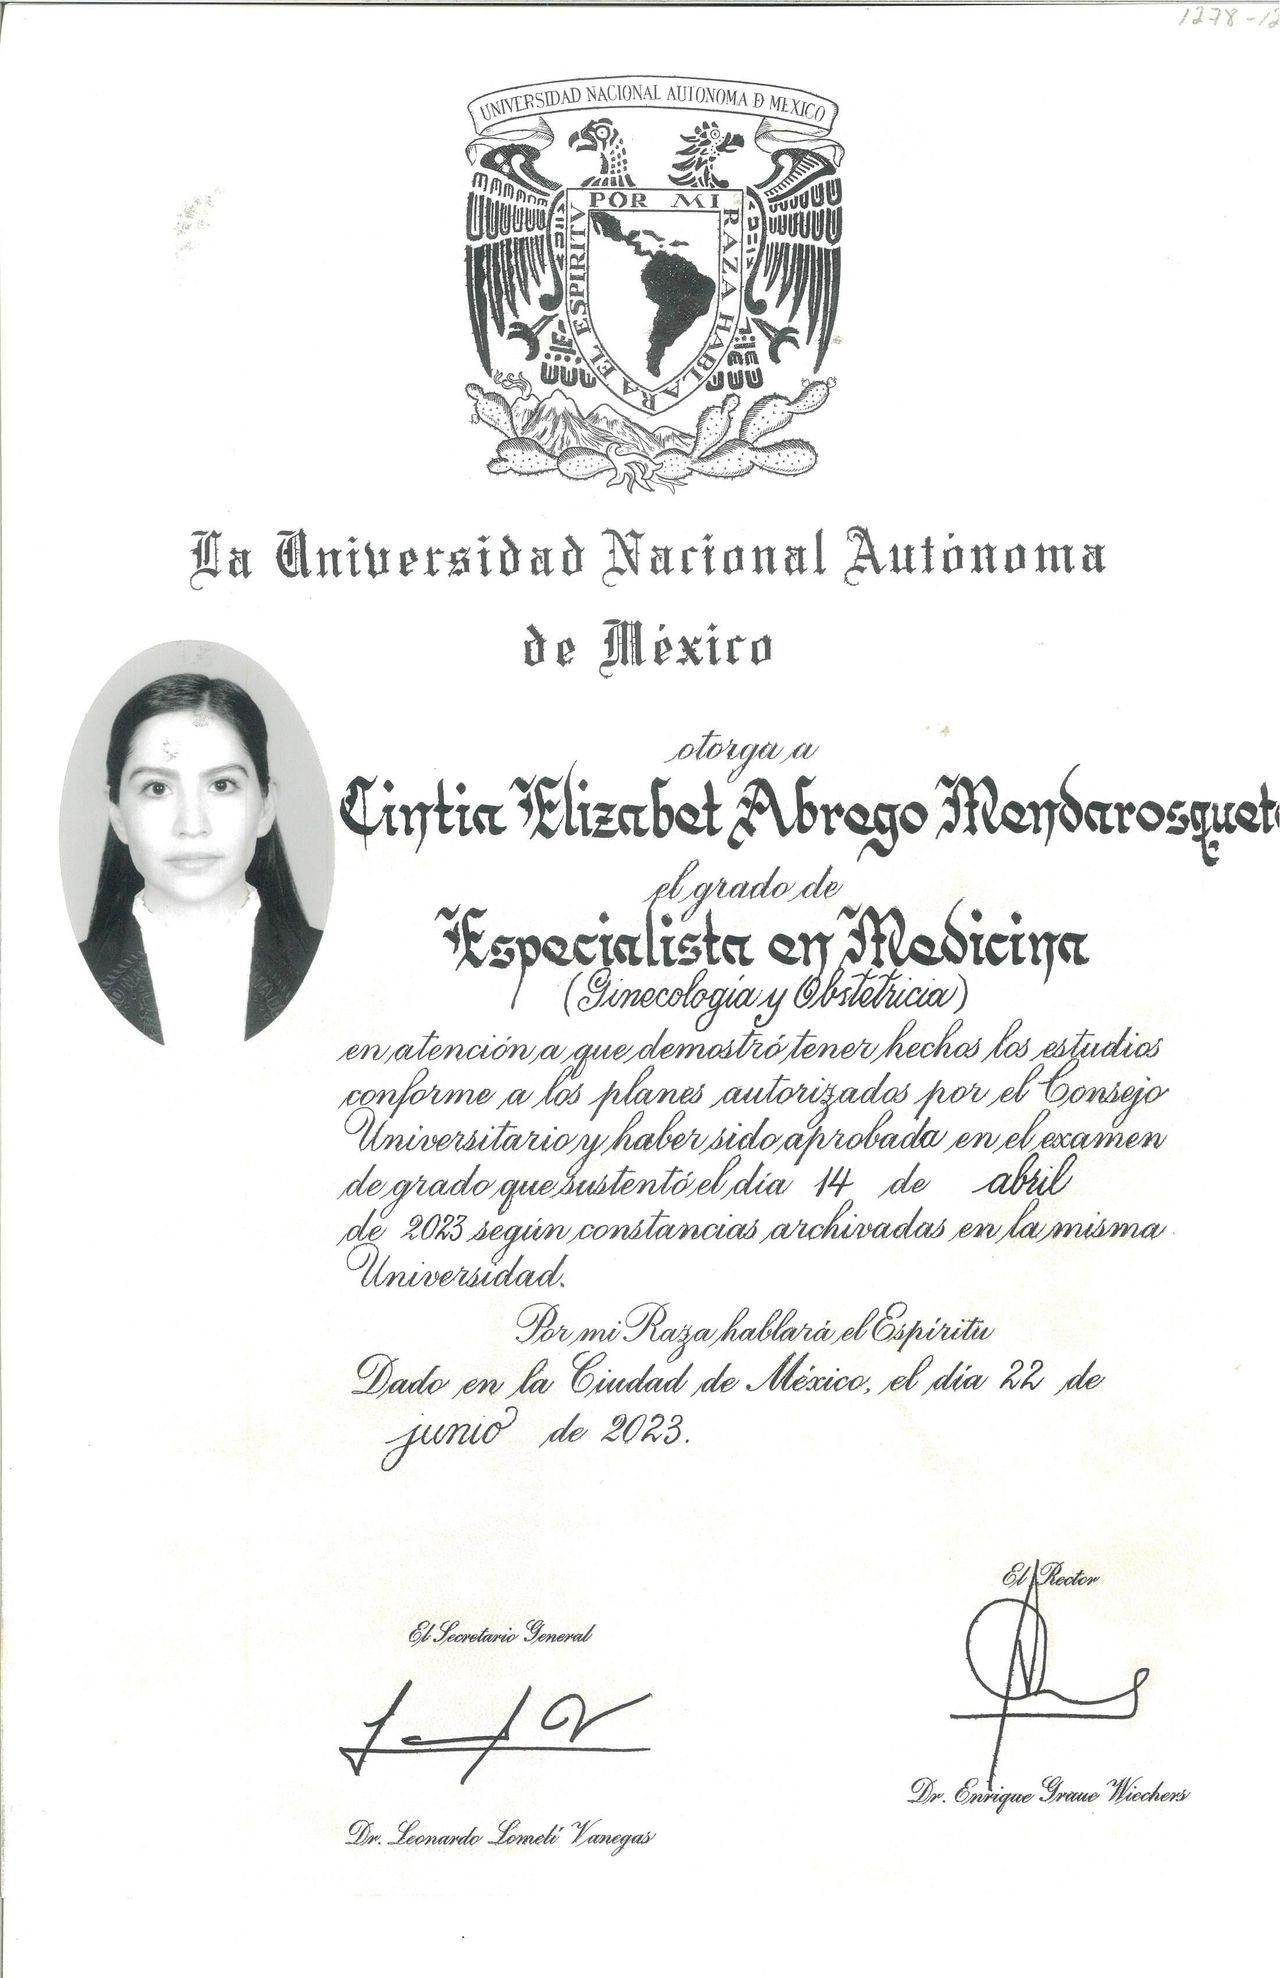 1278-12
UNIVERSIDAD NACIONAL AUTONOMA D MEXICO
POR MI RAZA HABLARA EL ESPIRITV
La Universidad Nacional Autónoma
de México
otorga a
Cintia Elizabet Abrego Mendarosquet
el grado de
Especialista en Medicina
(Ginecología y Obstetricia)
en atención a que demostró tener hechos los estudios
conforme a los planes autorizados por el Consejo
Universitario y haber sido aprobada en el examen
de grado que sustentó el día 14 de abril
de 2023 según constancias archivadas en la misma
Universidad.
Por mi Raza hablará el Espíritu
Dado en la Ciudad de México, el día 22 de
junio de 2023.
El Rector
El Secretario General
Dr. Enrique Graue Wiechers
Dr. Leonardo Lomelí Vanegas